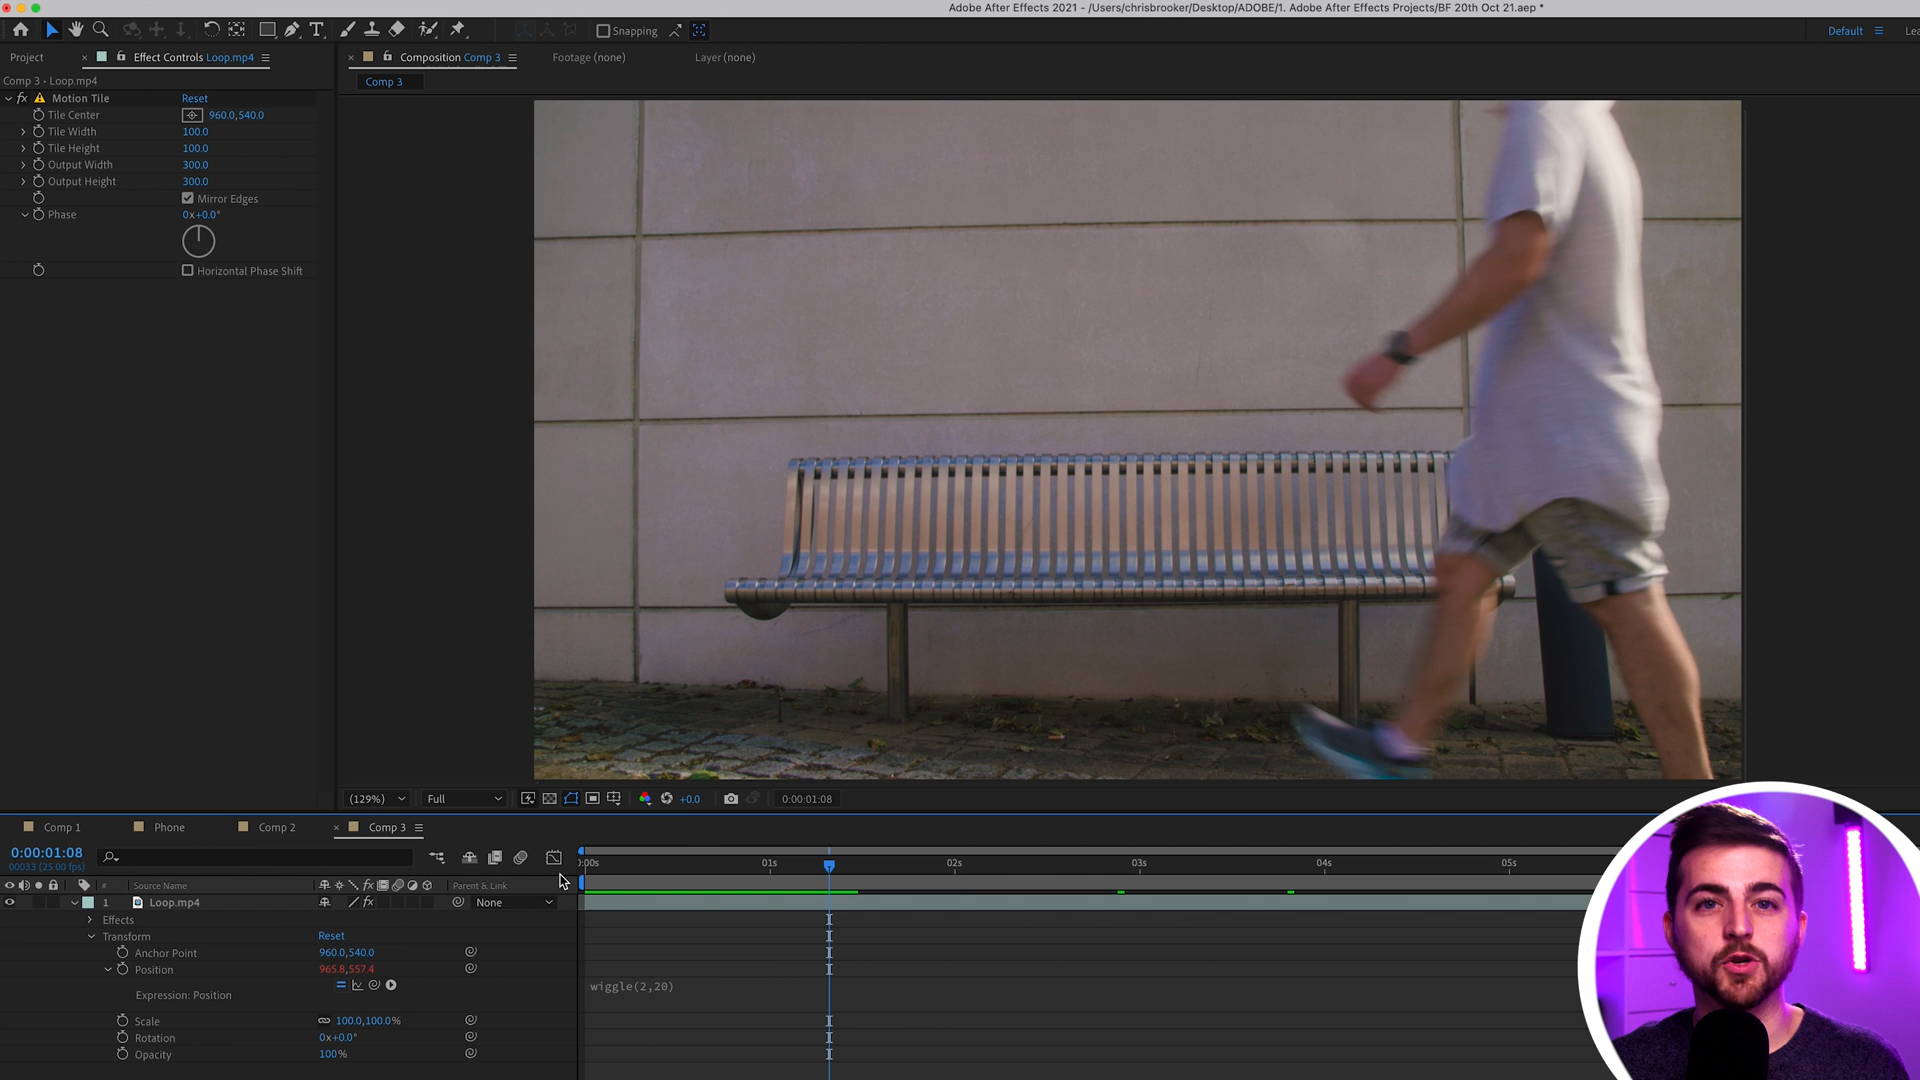 Adobe After Effects 2021 - /Users/chrisbrooker/Desktop/ADOBE/1. Adobe After Effects Projects/BF 20th Oct 21.aep *
Snapping
Default
Project
Effect Controls Loop.mp4
Composition Comp 3
Footage (none)
Layer (none)
Comp 3 • Loop.mp4
Comp 3
fx Motion Tile Reset
Tile Center 960.0,540.0
Tile Width 100.0
Tile Height 100.0
Output Width 300.0
Output Height 300.0
Mirror Edges
Phase 0x+0.0°
Horizontal Phase Shift
(129%) Full +0.0 0:00:01:08
Comp 1 Phone Comp 2 Comp 3
0:00:01:08
00033 (25.00 fps)
:00s 01s 02s 03s 04s 05s
# Source Name fx Parent & Link
1 Loop.mp4 fx None
Effects
Transform Reset
Anchor Point 960.0,540.0
Position 965.8,557.4
Expression: Position wiggle(2,20)
Scale 100.0,100.0%
Rotation 0x+0.0°
Opacity 100%